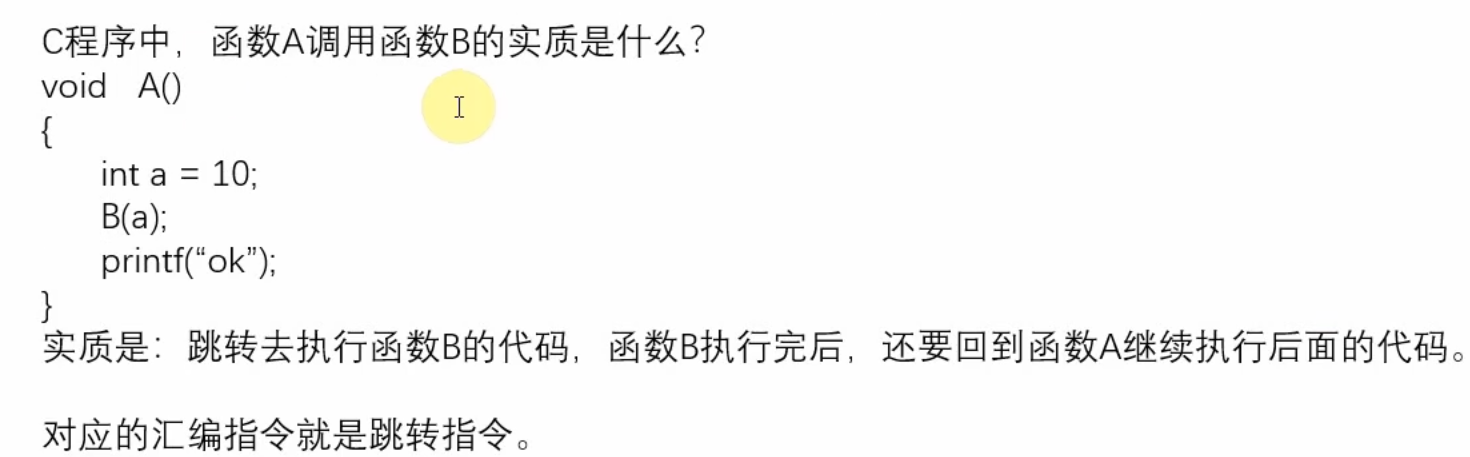 C程序中，函数A调用函数B的实质是什么？
void A()
{
int a = 10;
B(a);
printf(“ok”);
}
实质是：跳转去执行函数B的代码，函数B执行完后，还要回到函数A继续执行后面的代码。
对应的汇编指令就是跳转指令。